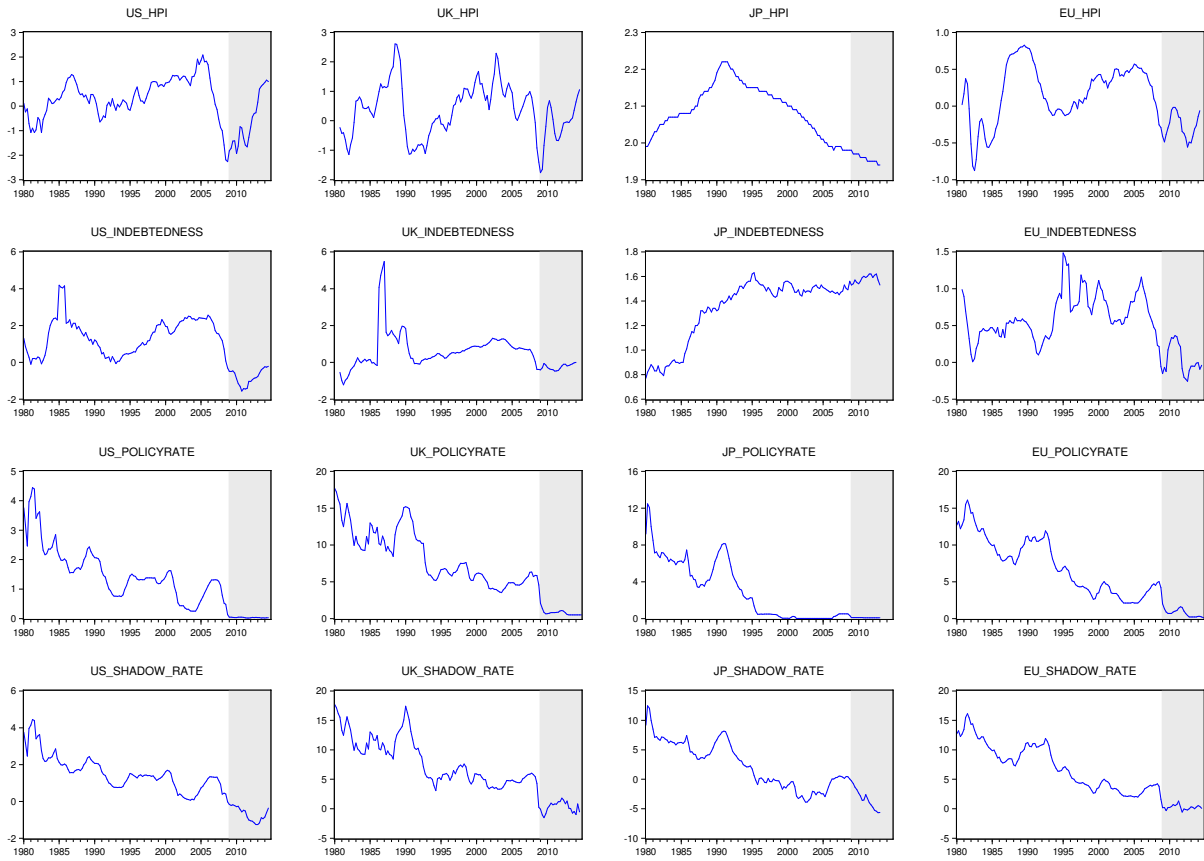 US_HPI UK_HPI JP_HPI EU_HPI
3 3 2.3 1.0
2 2 2.2 0.5
1 1 2.1 0.0
0 0 2.0 -0.5
-1 -1 1.9 -1.0
-2 -2
-3
1980 1985 1990 1995 2000 2005 2010 1980 1985 1990 1995 2000 2005 2010 1980 1985 1990 1995 2000 2005 2010 1980 1985 1990 1995 2000 2005 2010
US_INDEBTEDNESS UK_INDEBTEDNESS JP_INDEBTEDNESS EU_INDEBTEDNESS
6 6 1.8 1.5
4 4 1.6 1.0
2 2 1.4 0.5
0 0 1.2 0.0
-2 -2 1.0 -0.5
0.8
0.6
1980 1985 1990 1995 2000 2005 2010 1980 1985 1990 1995 2000 2005 2010 1980 1985 1990 1995 2000 2005 2010 1980 1985 1990 1995 2000 2005 2010
US_POLICYRATE UK_POLICYRATE JP_POLICYRATE EU_POLICYRATE
5 20 16 20
4 15 12 15
3 10 8 10
2 5 4 5
1 0 0 0
0
1980 1985 1990 1995 2000 2005 2010 1980 1985 1990 1995 2000 2005 2010 1980 1985 1990 1995 2000 2005 2010 1980 1985 1990 1995 2000 2005 2010
US_SHADOW_RATE UK_SHADOW_RATE JP_SHADOW_RATE EU_SHADOW_RATE
6 20 15 20
4 15 10 15
2 10 5 10
0 5 0 5
-2 0 -5 0
-5 -10 -5
1980 1985 1990 1995 2000 2005 2010 1980 1985 1990 1995 2000 2005 2010 1980 1985 1990 1995 2000 2005 2010 1980 1985 1990 1995 2000 2005 2010